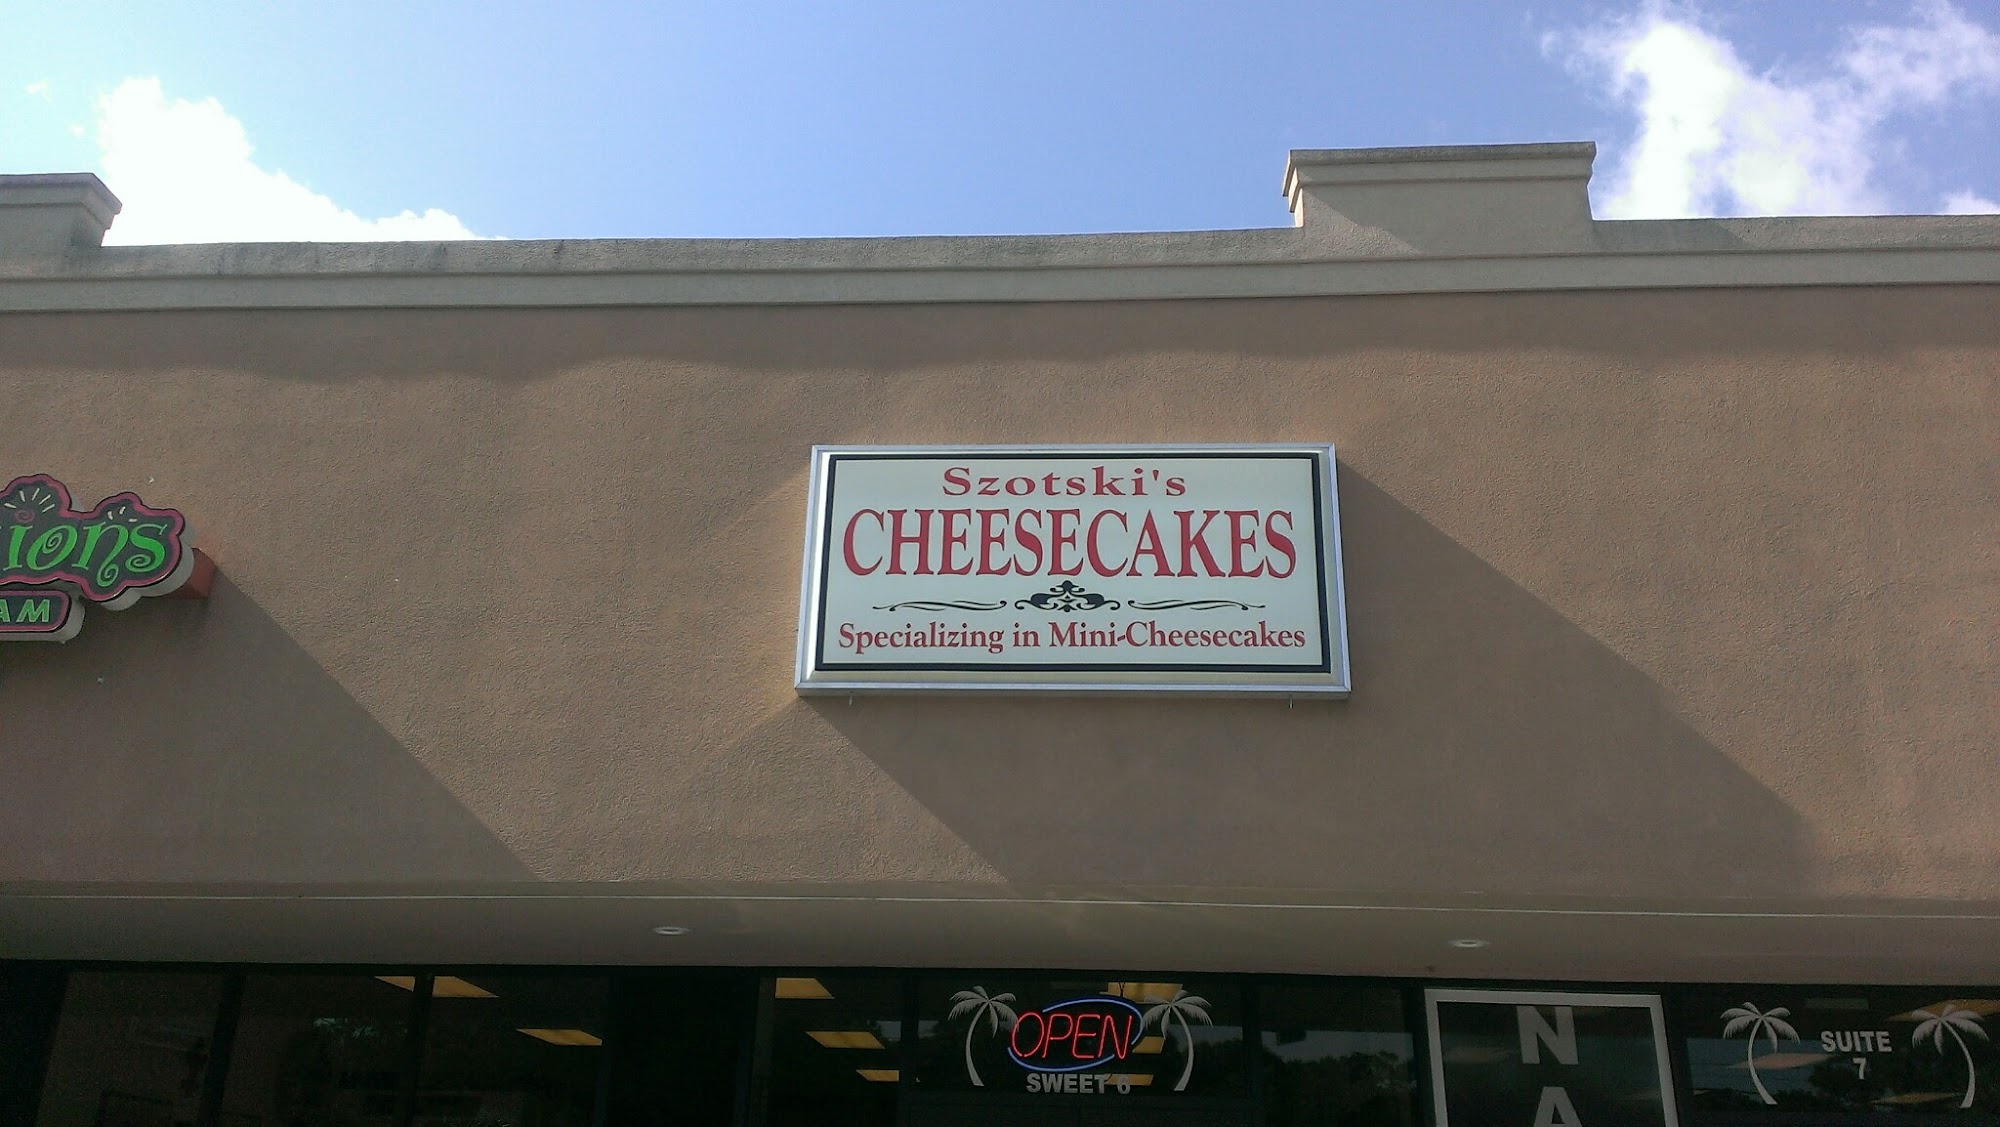 Szotski's
CHEESECAKES
Specializing in Mini-Cheesecakes
OPEN
SWEET 6
SUITE
7